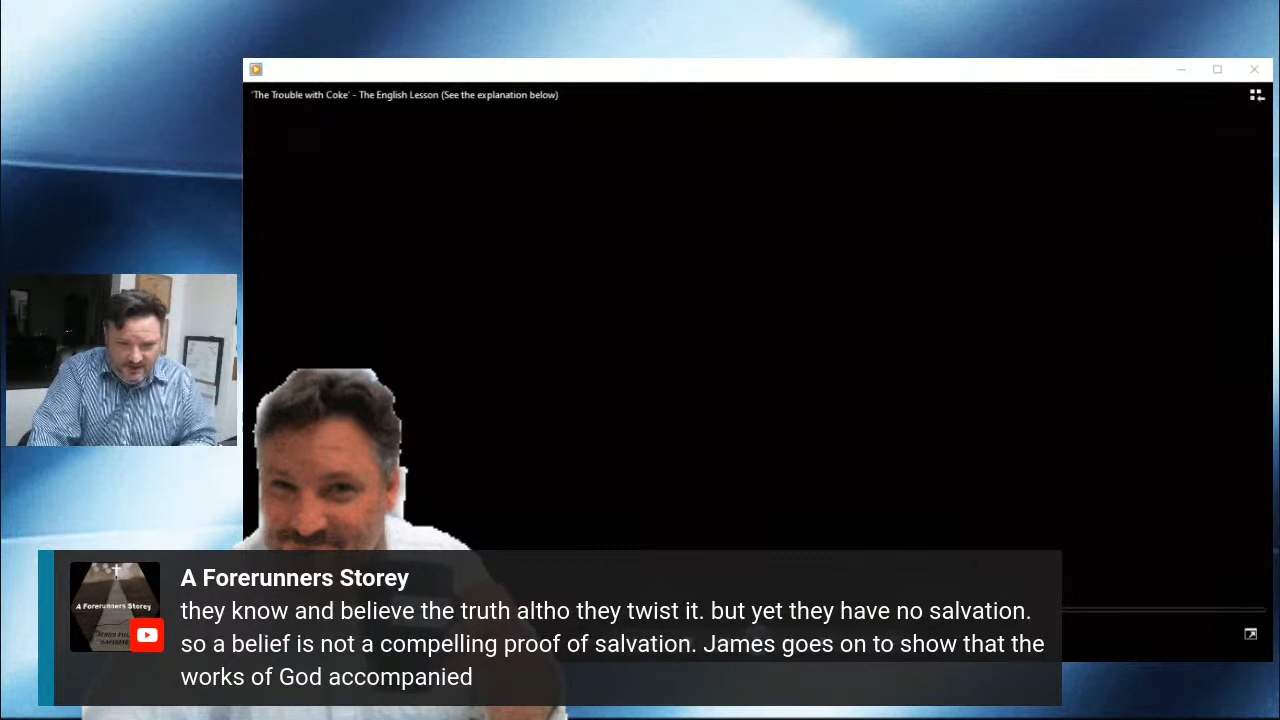 'The Trouble with Coke' - The English Lesson (See the explanation below)
A Forerunners Storey
A Forerunners Storey
they know and believe the truth altho they twist it. but yet they have no salvation.
so a belief is not a compelling proof of salvation. James goes on to show that the
works of God accompanied